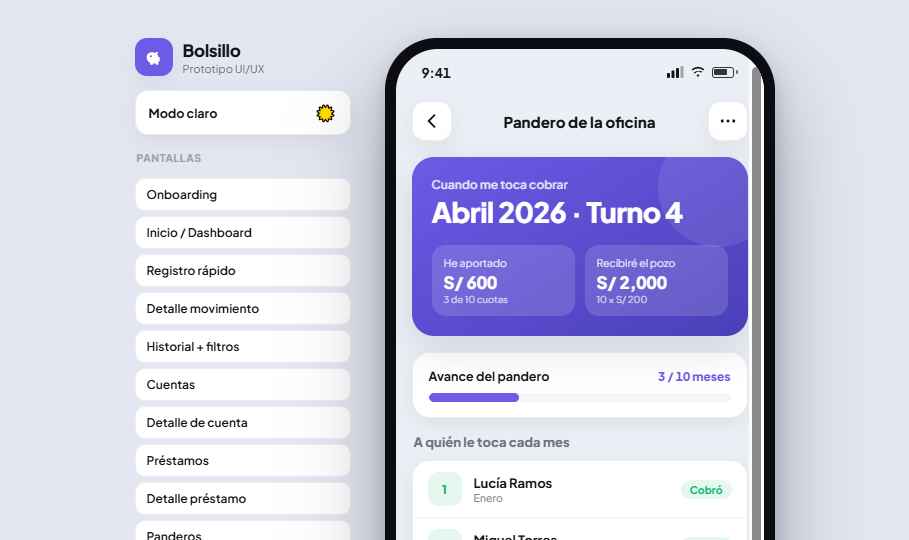 Bolsillo
Prototipo UI/UX
Modo claro
PANTALLAS
Onboarding
Inicio / Dashboard
Registro rápido
Detalle movimiento
Historial + filtros
Cuentas
Detalle de cuenta
Préstamos
Detalle préstamo
Panderos
9:41
Pandero de la oficina
Cuando me toca cobrar
Abril 2026 · Turno 4
He aportado
S/ 600
3 de 10 cuotas
Recibiré el pozo
S/ 2,000
10 x S/ 200
Avance del pandero
3 / 10 meses
A quién le toca cada mes
1
Lucía Ramos
Enero
Cobró
Miguel Torres